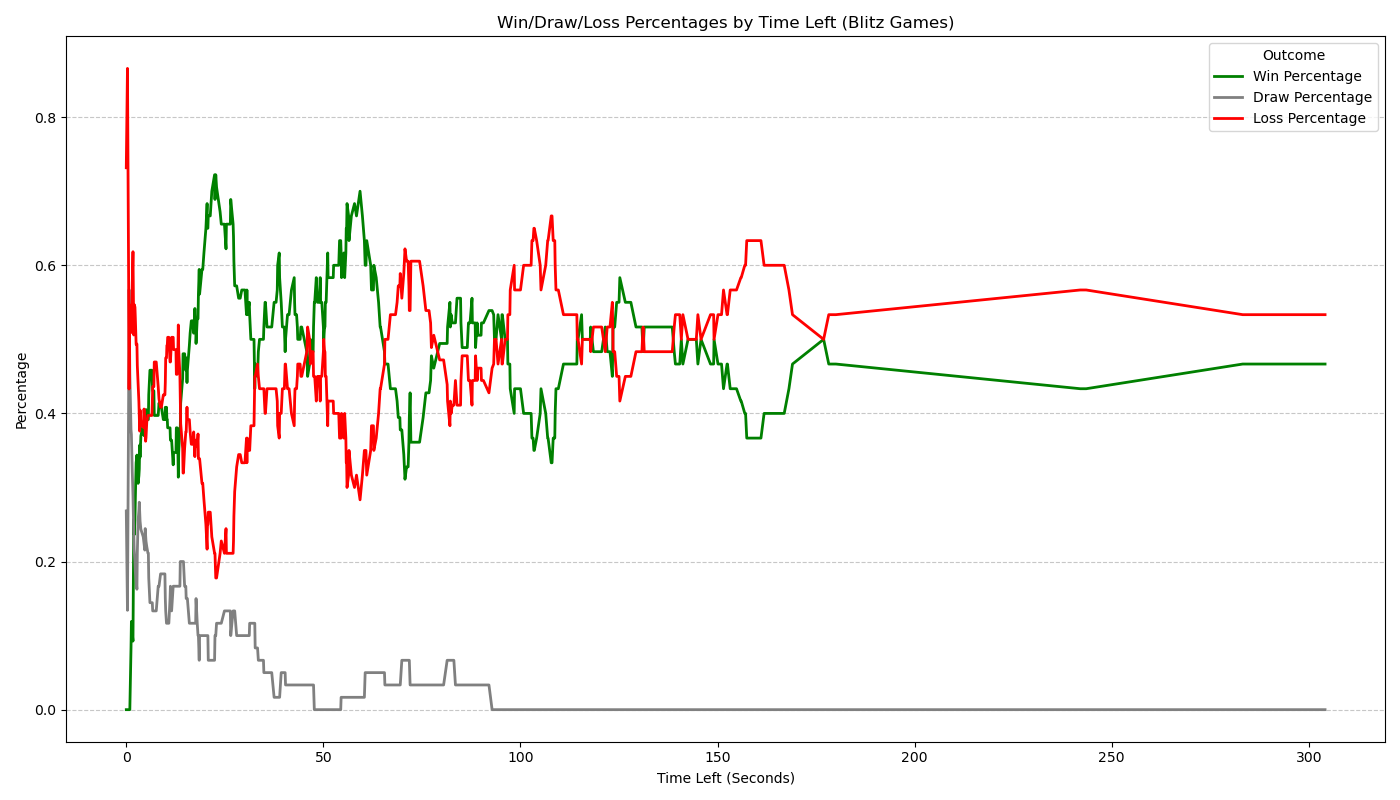 Win/Draw/Loss Percentages by Time Left (Blitz Games)
Outcome
Win Percentage
Draw Percentage
Loss Percentage
Percentage
0.8
0.6
0.4
0.2
0.0
0 50 100 150 200 250 300
Time Left (Seconds)